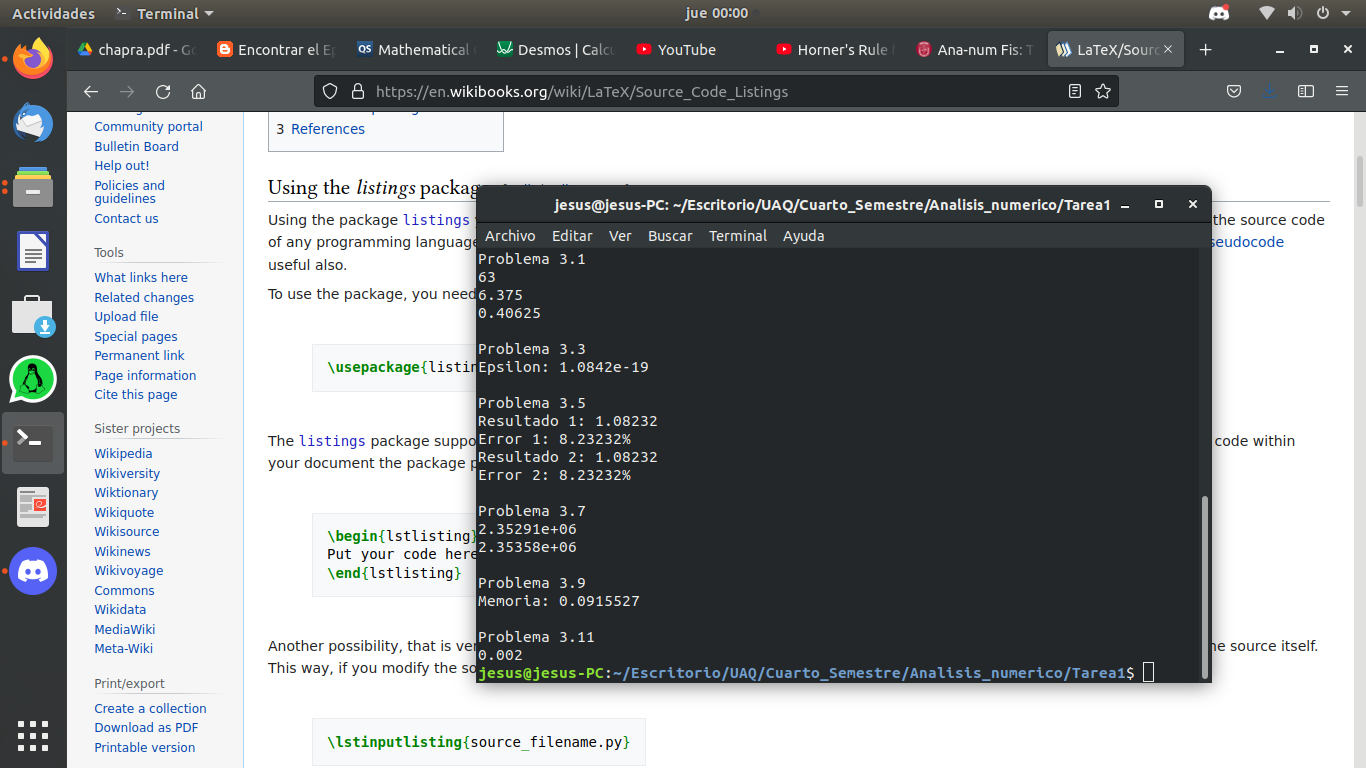 Actividades
Terminal
jue 00:00
chapra.pdf - Go
Encontrar el Ep
Mathematical
Desmos | Calcu
YouTube
Horner's Rule
Ana-num Fis: T
LaTeX/Sourc
https://en.wikibooks.org/wiki/LaTeX/Source_Code_Listings
Community portal
Bulletin Board
Help out!
Policies and
guidelines
Contact us
Tools
What links here
Related changes
Upload file
Special pages
Permanent link
Page information
Cite this page
Sister projects
Wikipedia
Wikiversity
Wiktionary
Wikiquote
Wikisource
Wikinews
Wikivoyage
Commons
Wikidata
MediaWiki
Meta-Wiki
Print/export
Create a collection
Download as PDF
Printable version
3 References
Using the listings packag
Using the package listings
the source code
of any programming language
seudocode
useful also.
To use the package, you need
\usepackage{listin
The listings package suppo
code within
your document the package p
\begin{lstlisting}
Put your code here
\end{lstlisting}
Another possibility, that is ver
he source itself.
This way, if you modify the so
\lstinputlisting{source_filename.py}
jesus@jesus-PC: ~/Escritorio/UAQ/Cuarto_Semestre/Analisis_numerico/Tarea1
Archivo Editar Ver Buscar Terminal Ayuda
Problema 3.1
63
6.375
0.40625
Problema 3.3
Epsilon: 1.0842e-19
Problema 3.5
Resultado 1: 1.08232
Error 1: 8.23232%
Resultado 2: 1.08232
Error 2: 8.23232%
Problema 3.7
2.35291e+06
2.35358e+06
Problema 3.9
Memoria: 0.0915527
Problema 3.11
0.002
jesus@jesus-PC:~/Escritorio/UAQ/Cuarto_Semestre/Analisis_numerico/Tarea1$